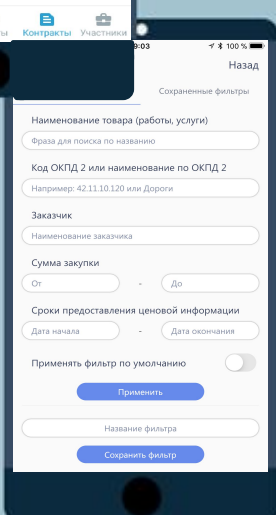 Контракты Участники
9:03 100 %
Назад
Сохраненные фильтры
Наименование товара (работы, услуги)
Фраза для поиска по названию
Код ОКПД 2 или наименование по ОКПД 2
Например: 42.11.10.120 или Дороги
Заказчик
Наименование заказчика
Сумма закупки
От - До
Сроки предоставления ценовой информации
Дата начала - Дата окончания
Применять фильтр по умолчанию
Применить
Название фильтра
Сохранить фильтр